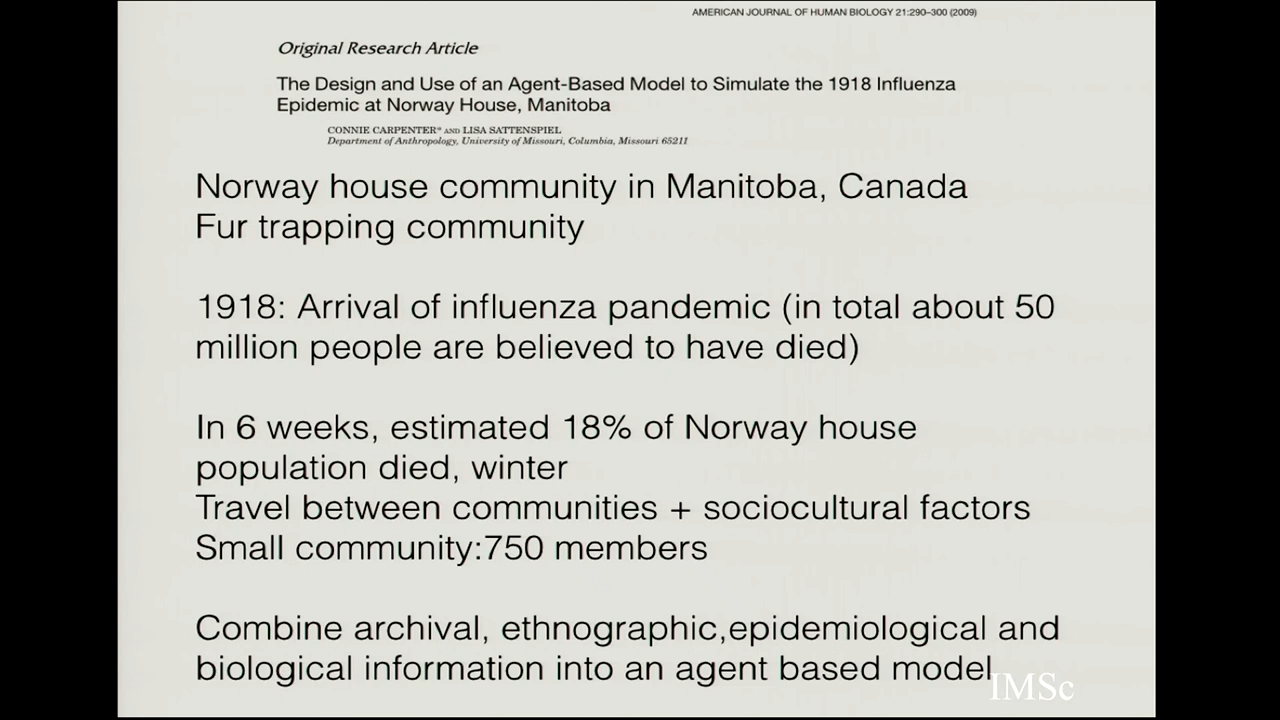 AMERICAN JOURNAL OF HUMAN BIOLOGY 21:290–300 (2009)
Original Research Article
The Design and Use of an Agent-Based Model to Simulate the 1918 Influenza
Epidemic at Norway House, Manitoba
CONNIE CARPENTER* AND LISA SATTENSPIEL
Department of Anthropology, University of Missouri, Columbia, Missouri 65211
Norway house community in Manitoba, Canada
Fur trapping community
1918: Arrival of influenza pandemic (in total about 50
million people are believed to have died)
In 6 weeks, estimated 18% of Norway house
population died, winter
Travel between communities + sociocultural factors
Small community:750 members
Combine archival, ethnographic,epidemiological and
biological information into an agent based model
IMSc